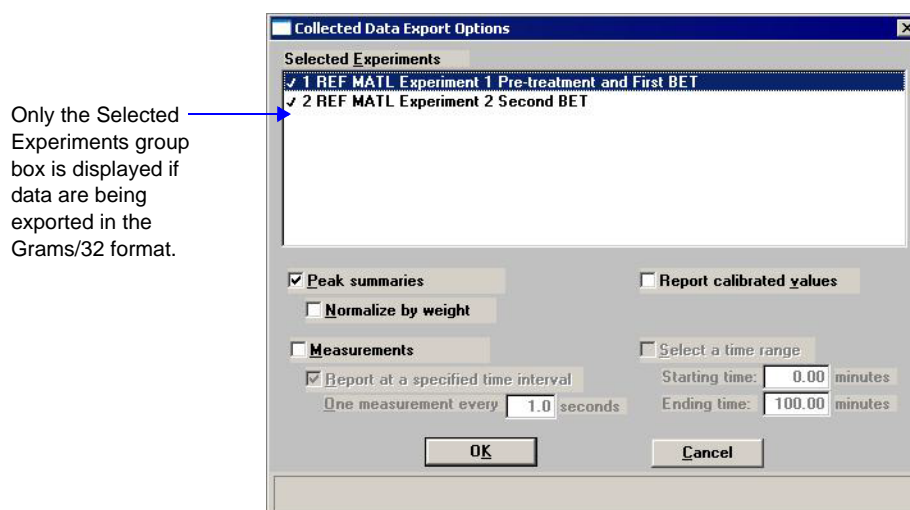 Collected Data Export Options
Selected Experiments
✓ 1 REF MATL Experiment 1 Pre-treatment and First BET
✓ 2 REF MATL Experiment 2 Second BET
Only the Selected
Experiments group
box is displayed if
data are being
exported in the
Grams/32 format.
Peak summaries
Report calibrated values
Normalize by weight
Measurements
Select a time range
Report at a specified time interval
Starting time: 0.00 minutes
One measurement every 1.0 seconds
Ending time: 100.00 minutes
OK
Cancel